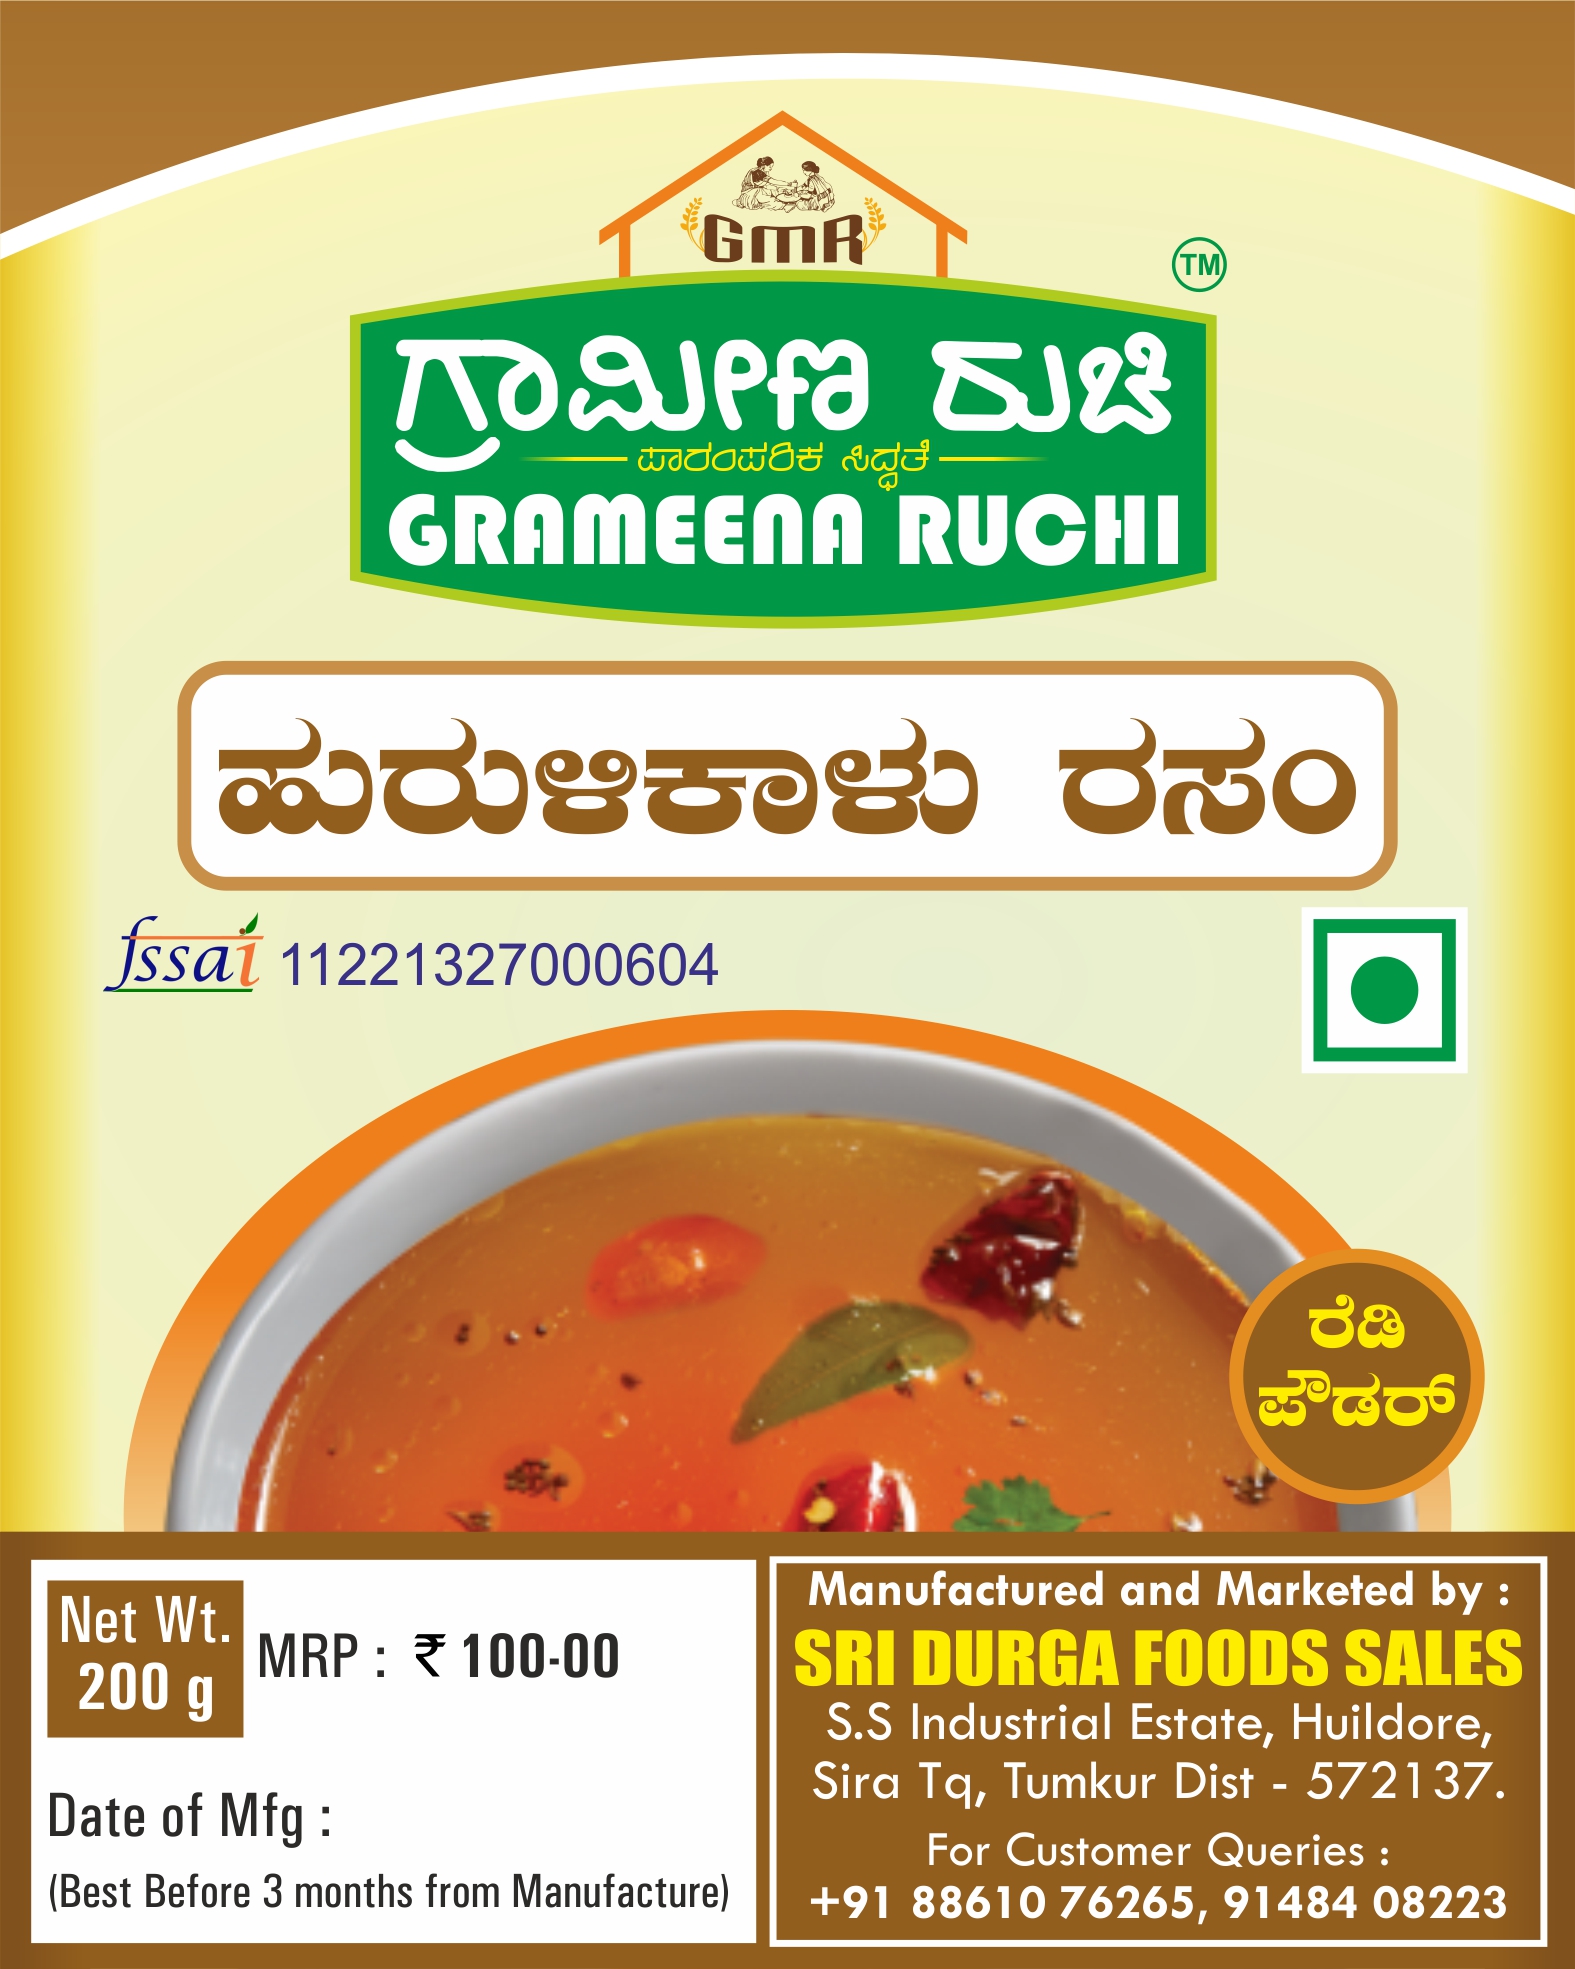 GMR
TM
ಗ್ರಾಮೀಣ ರುಚಿ
ಪಾರಂಪರಿಕ ಸಿದ್ಧತೆ
GRAMEENA RUCHI
ಹುರುಳಿಕಾಳು ರಸಂ
fssai 11221327000604
ರೆಡಿ
ಪೌಡರ್
Net Wt.
200 g
MRP : ₹ 100-00
Date of Mfg :
(Best Before 3 months from Manufacture)
Manufactured and Marketed by :
SRI DURGA FOODS SALES
S.S Industrial Estate, Huildore,
Sira Tq, Tumkur Dist - 572137.
For Customer Queries :
+91 88610 76265, 91484 08223